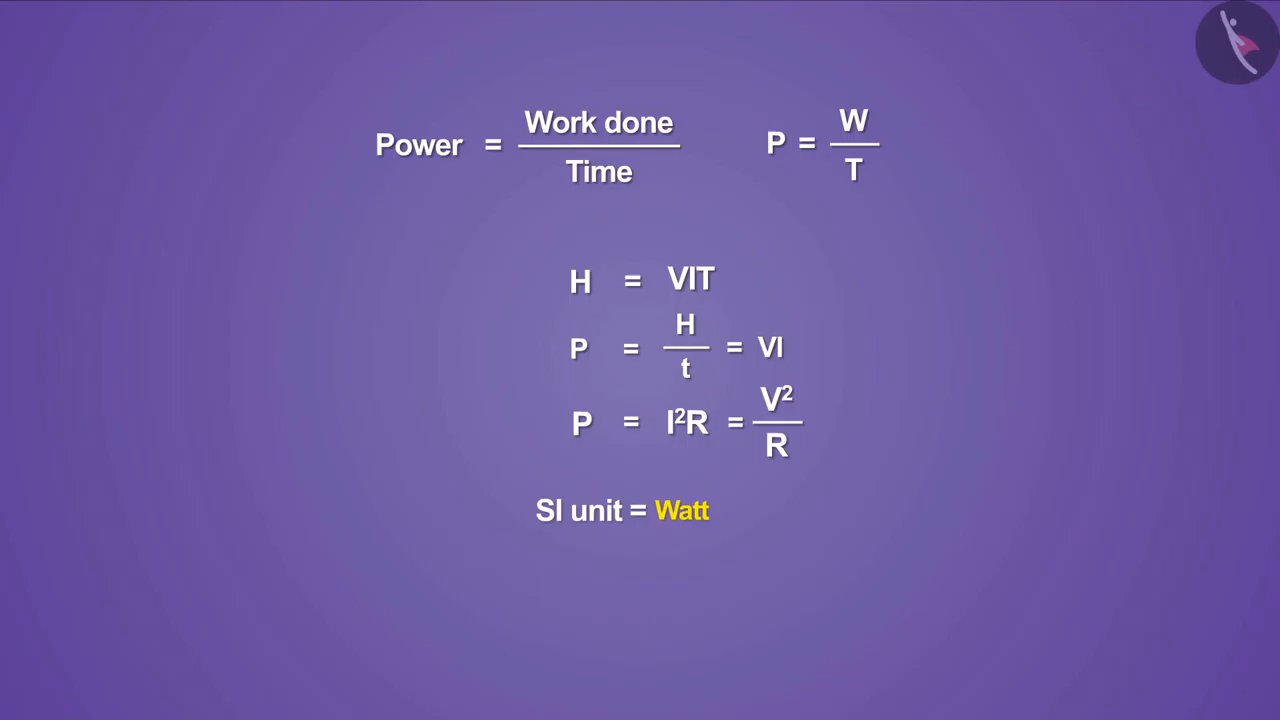 Power = Work done / Time
P = W / T
H = VIT
P = H / t = VI
P = I²R = V² / R
SI unit = Watt